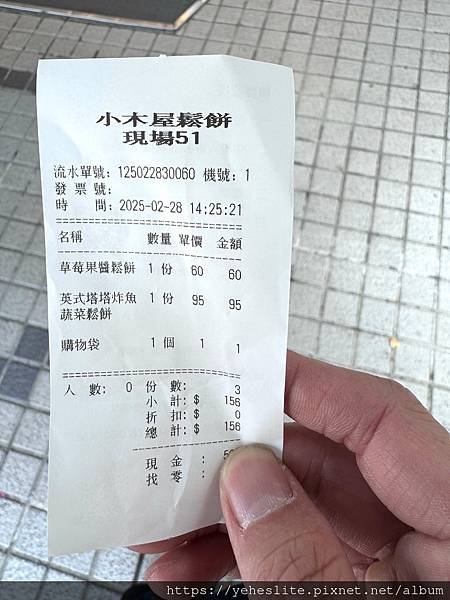 小木屋鬆餅
現場51
流水單號: 125022830060 機號: 1
發 票 號:
時 間: 2025-02-28 14:25:21
名稱 數量 單價 金額
草莓果醬鬆餅 1 份 60 60
英式塔塔炸魚 1 份 95 95
蔬菜鬆餅
購物袋 1 個 1 1
人 數: 0 份 數: 3
小 計:$ 156
折 扣:$ 0
總 計:$ 156
現 金 :
找 零 :
https://yeheslite.pixnet.net/album